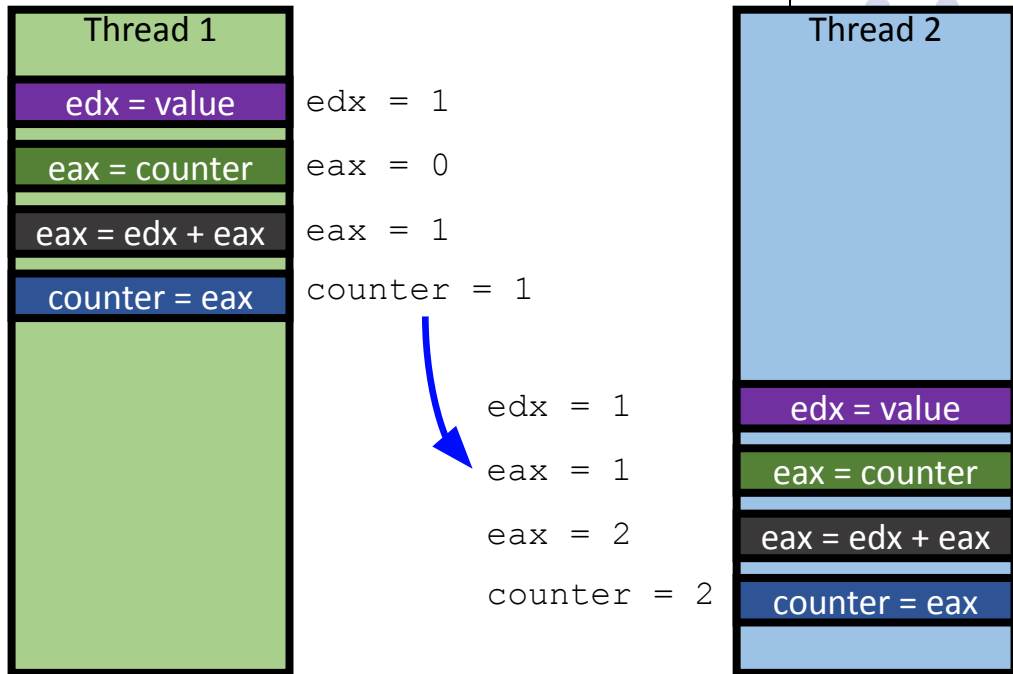 Thread 1
Thread 2
edx = value
edx = 1
eax = counter
eax = 0
eax = edx + eax
eax = 1
counter = eax
counter = 1
edx = 1
edx = value
eax = 1
eax = counter
eax = 2
eax = edx + eax
counter = 2
counter = eax